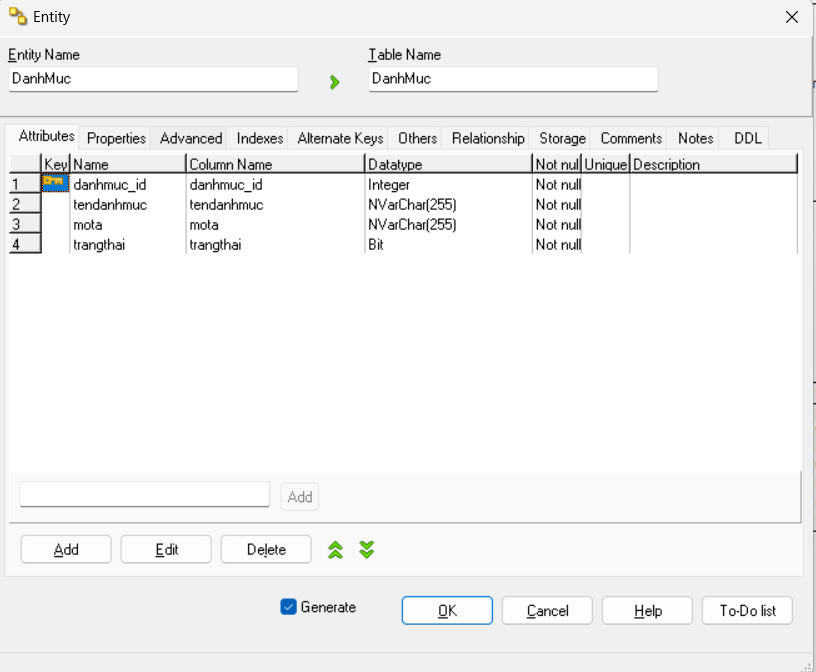 Entity
Entity Name
Table Name
DanhMuc
DanhMuc
Attributes Properties Advanced Indexes Alternate Keys Others Relationship Storage Comments Notes DDL
Key Name Column Name Datatype Not nul Unique Description
1 danhmuc_id danhmuc_id Integer Not null
2 tendanhmuc tendanhmuc NVarChar(255) Not null
3 mota mota NVarChar(255) Not null
4 trangthai trangthai Bit Not null
Add
Add Edit Delete
Generate OK Cancel Help To-Do list